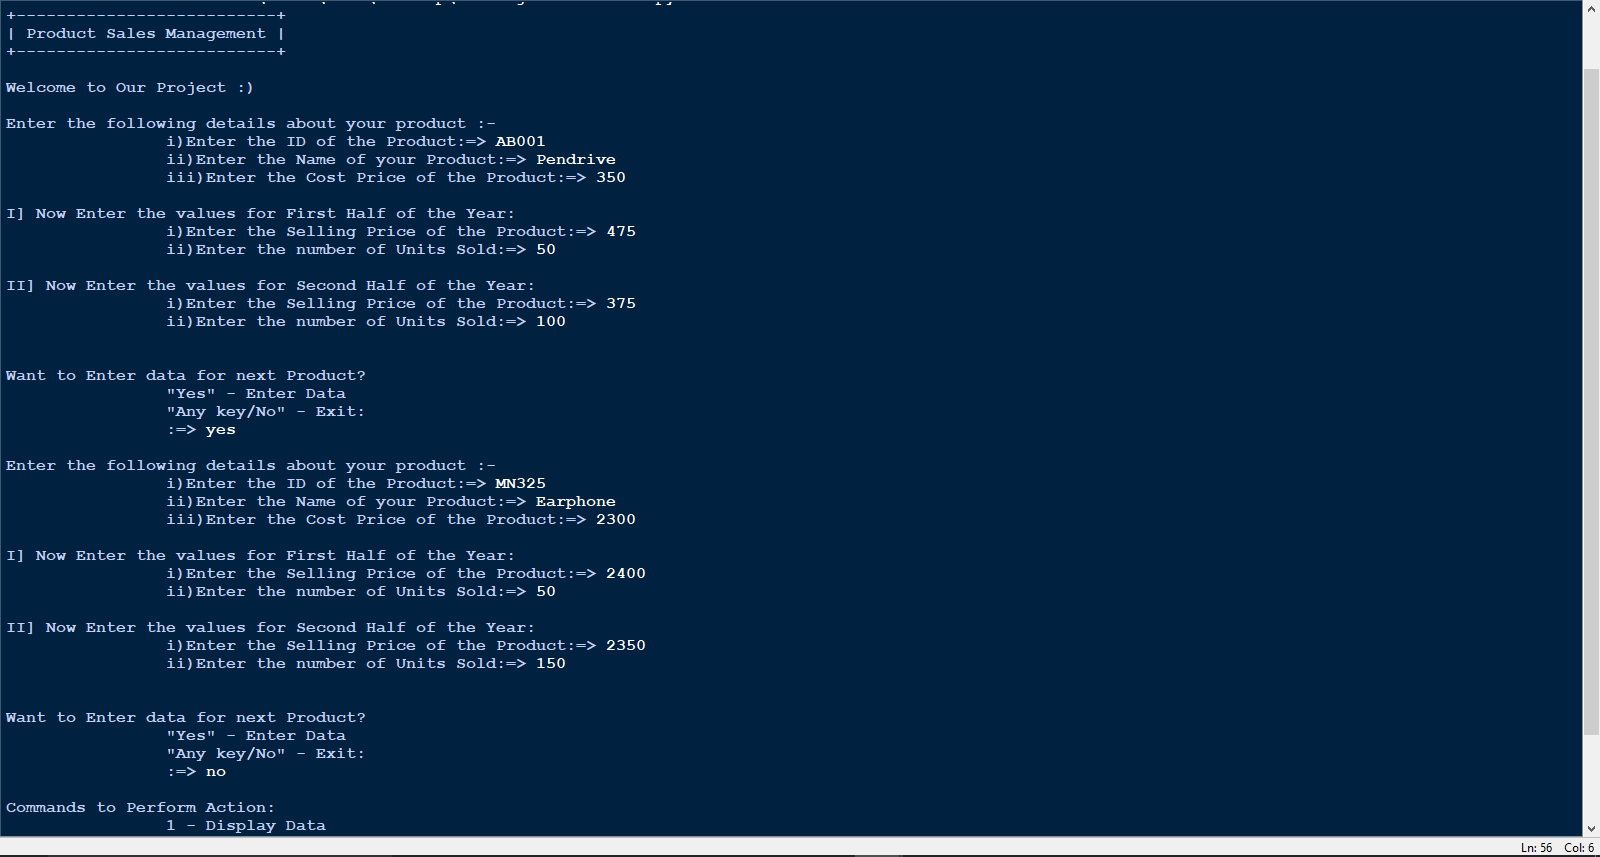 +--------------------------+
| Product Sales Management |
+--------------------------+
Welcome to Our Project :)
Enter the following details about your product :-
i)Enter the ID of the Product:=> AB001
ii)Enter the Name of your Product:=> Pendrive
iii)Enter the Cost Price of the Product:=> 350
I] Now Enter the values for First Half of the Year:
i)Enter the Selling Price of the Product:=> 475
ii)Enter the number of Units Sold:=> 50
II] Now Enter the values for Second Half of the Year:
i)Enter the Selling Price of the Product:=> 375
ii)Enter the number of Units Sold:=> 100
Want to Enter data for next Product?
"Yes" - Enter Data
"Any key/No" - Exit:
:=> yes
Enter the following details about your product :-
i)Enter the ID of the Product:=> MN325
ii)Enter the Name of your Product:=> Earphone
iii)Enter the Cost Price of the Product:=> 2300
I] Now Enter the values for First Half of the Year:
i)Enter the Selling Price of the Product:=> 2400
ii)Enter the number of Units Sold:=> 50
II] Now Enter the values for Second Half of the Year:
i)Enter the Selling Price of the Product:=> 2350
ii)Enter the number of Units Sold:=> 150
Want to Enter data for next Product?
"Yes" - Enter Data
"Any key/No" - Exit:
:=> no
Commands to Perform Action:
1 - Display Data
Ln: 56 Col: 6